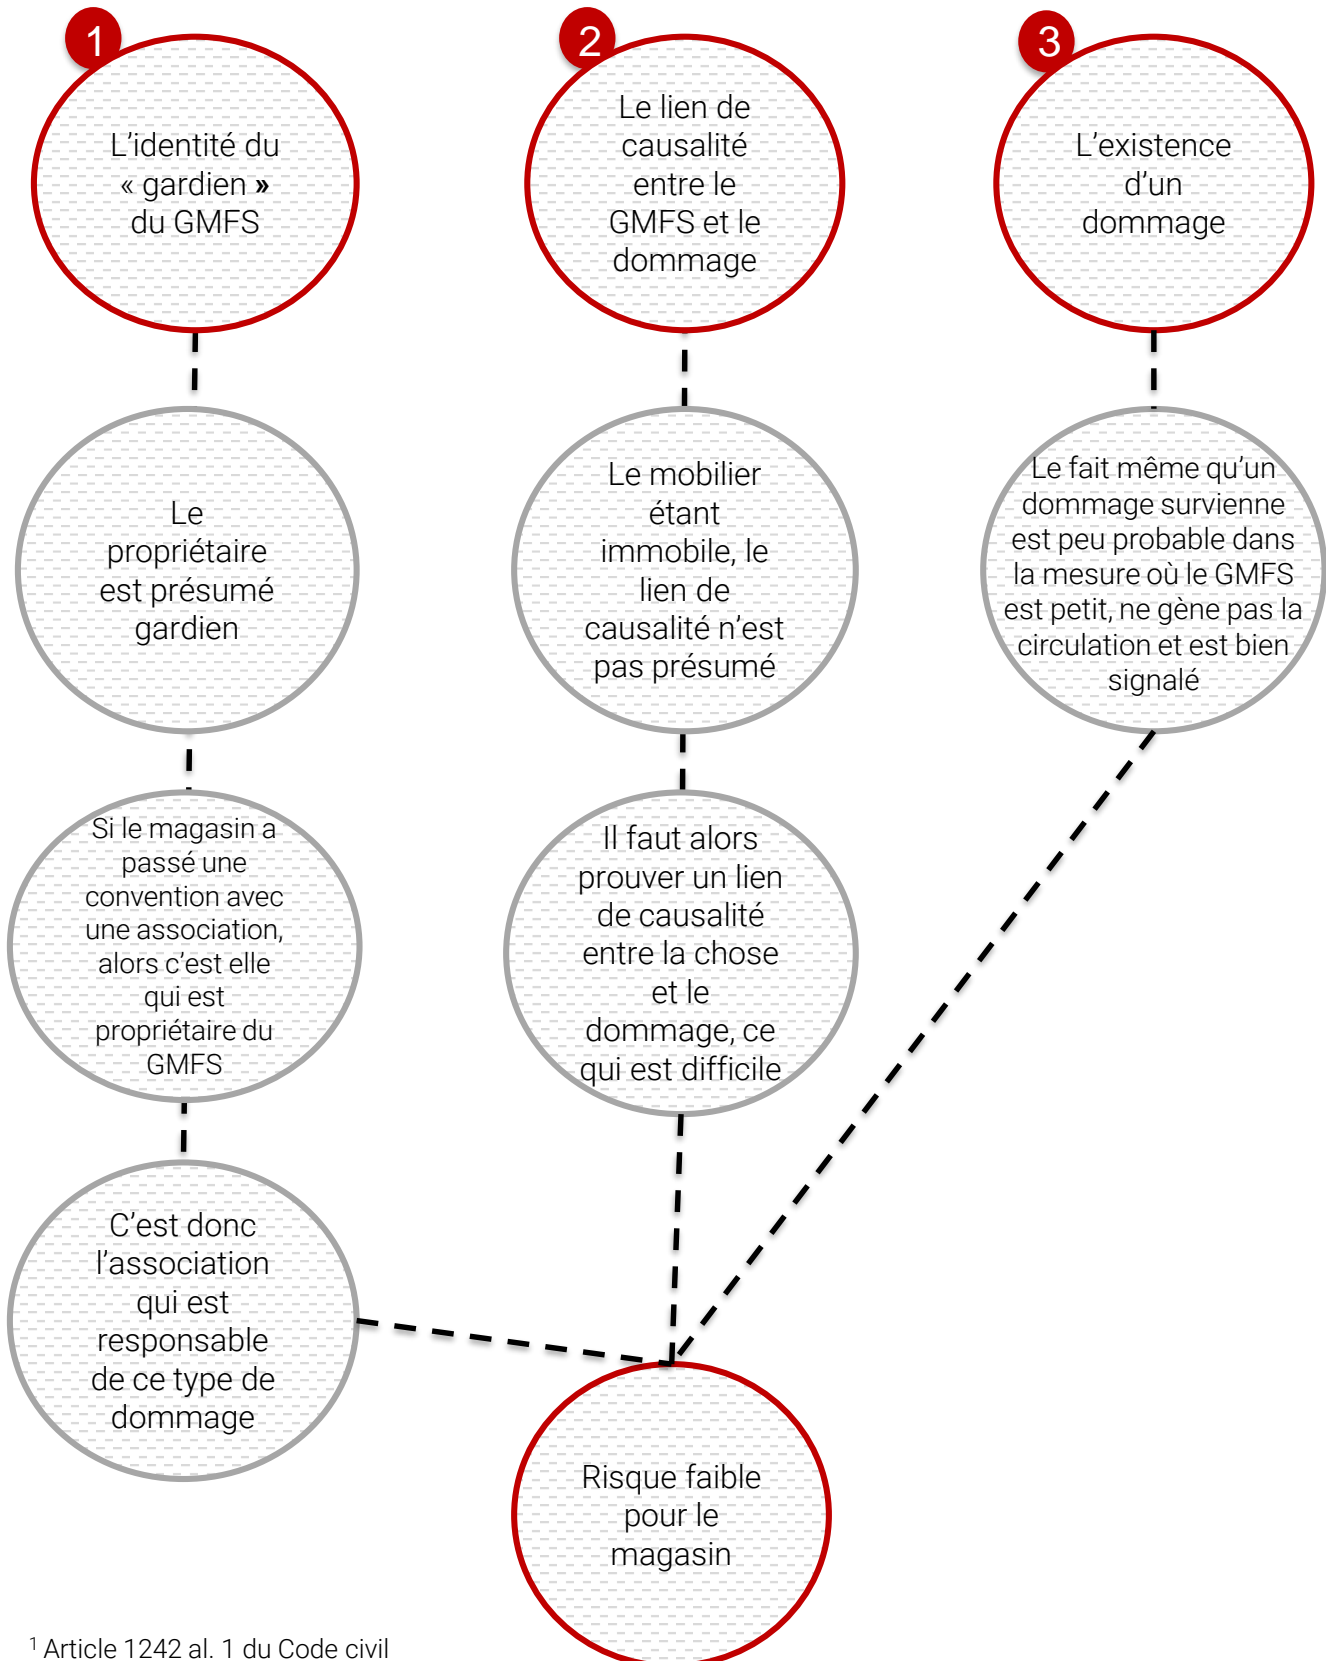 1
L'identité du
« gardien »
du GMFS
Le
propriétaire
est présumé
gardien
Si le magasin a
passé une
convention avec
une association,
alors c'est elle
qui est
propriétaire du
GMFS
C'est donc
l'association
qui est
responsable
de ce type de
dommage
2
Le lien de
causalité
entre le
GMFS et le
dommage
Le mobilier
étant
immobile, le
lien de
causalité n'est
pas présumé
Il faut alors
prouver un lien
de causalité
entre la chose
et le
dommage, ce
qui est difficile
3
L'existence
d'un
dommage
Le fait même qu'un
dommage survienne
est peu probable dans
la mesure où le GMFS
est petit, ne gène pas la
circulation et est bien
signalé
Risque faible
pour le
magasin
1 Article 1242 al. 1 du Code civil